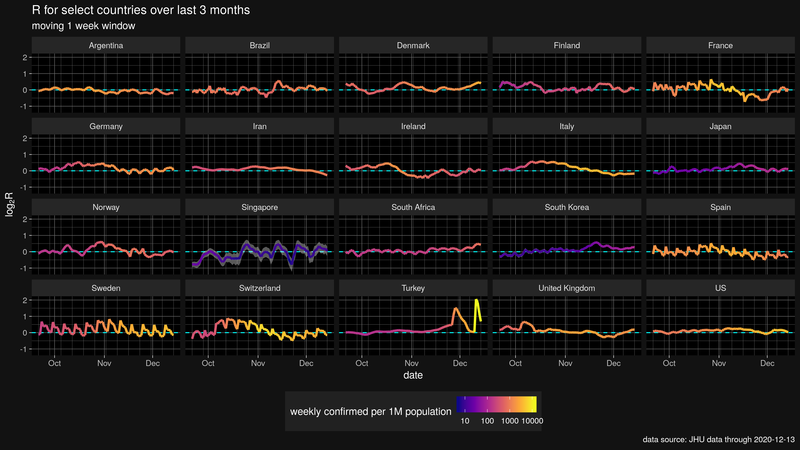 R for select countries over last 3 months
moving 1 week window
Argentina Brazil Denmark Finland France
2
1
0
-1
Germany Iran Ireland Italy Japan
2
1
0
-1
Norway Singapore South Africa South Korea Spain
2
1
0
-1
Sweden Switzerland Turkey United Kingdom US
2
1
0
-1
log₂R
Oct Nov Dec Oct Nov Dec Oct Nov Dec Oct Nov Dec Oct Nov Dec
date
weekly confirmed per 1M population
10 100 1000 10000
data source: JHU data through 2020-12-13